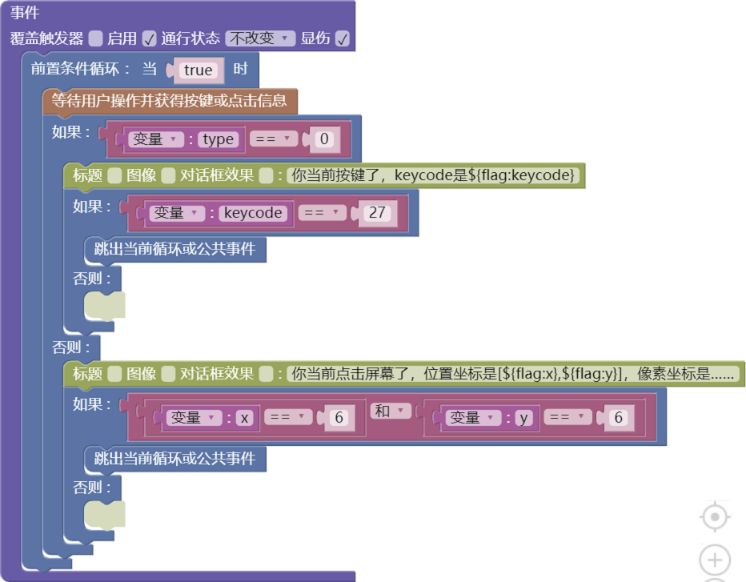 事件
覆盖触发器 启用 通行状态 不改变 显伤
前置条件循环： 当 true 时
等待用户操作并获得按键或点击信息
如果： 变量 : type == 0
标题 图像 对话框效果 : 你当前按键了，keycode是${flag:keycode}
如果： 变量 : keycode == 27
跳出当前循环或公共事件
否则：
否则：
标题 图像 对话框效果 : 你当前点击屏幕了，位置坐标是[${flag:x},${flag:y}]，像素坐标是……
如果： 变量 : x == 6 和 变量 : y == 6
跳出当前循环或公共事件
否则：